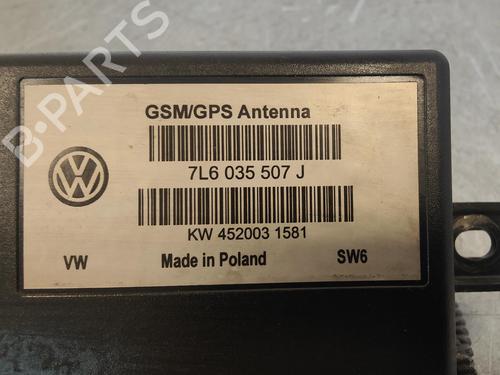 B-PARTS
GSM/GPS Antenna
7L6 035 507 J
KW 452003 1581
VW Made in Poland SW6